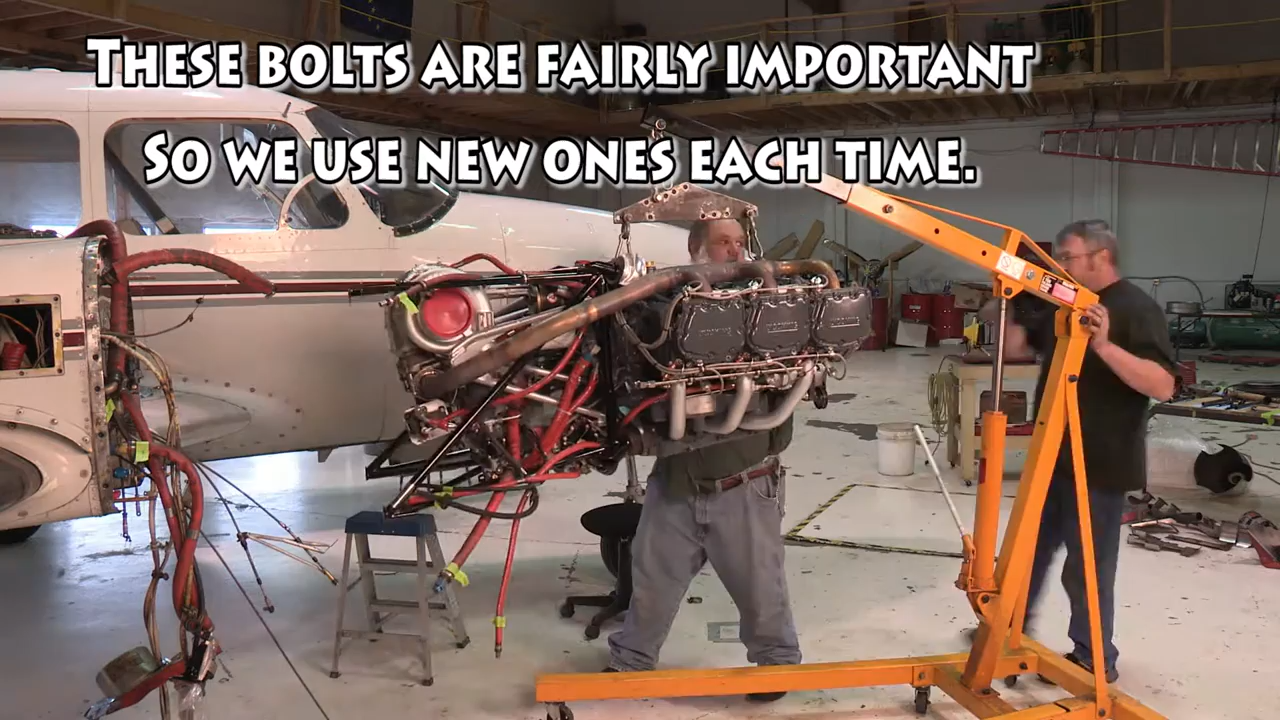 These bolts are fairly important
So we use new ones each time.